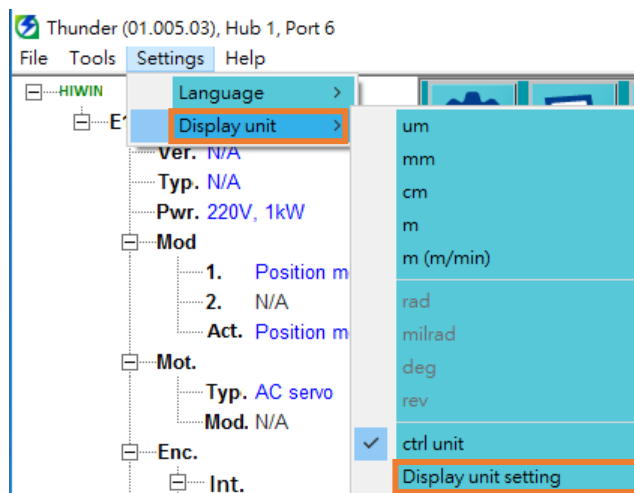 Thunder (01.005.03), Hub 1, Port 6
File Tools Settings Help
HIWIN
Language >
Display unit >
um
mm
cm
m
m (m/min)
rad
milrad
deg
rev
ctrl unit
Display unit setting
Ver. N/A
Typ. N/A
Pwr. 220V, 1kW
Mod
1. Position m
2. N/A
Act. Position m
Mot.
Typ. AC servo
Mod. N/A
Enc.
Int.